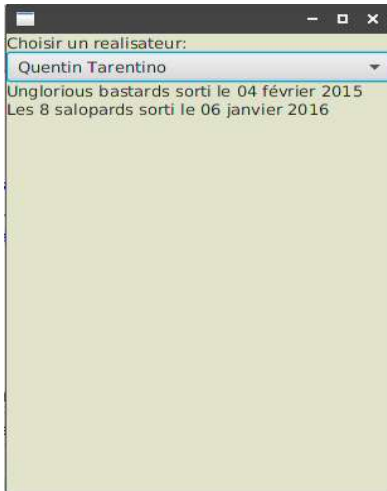 Choisir un realisateur:
Quentin Tarentino
Unglorious bastards sorti le 04 février 2015
Les 8 salopards sorti le 06 janvier 2016